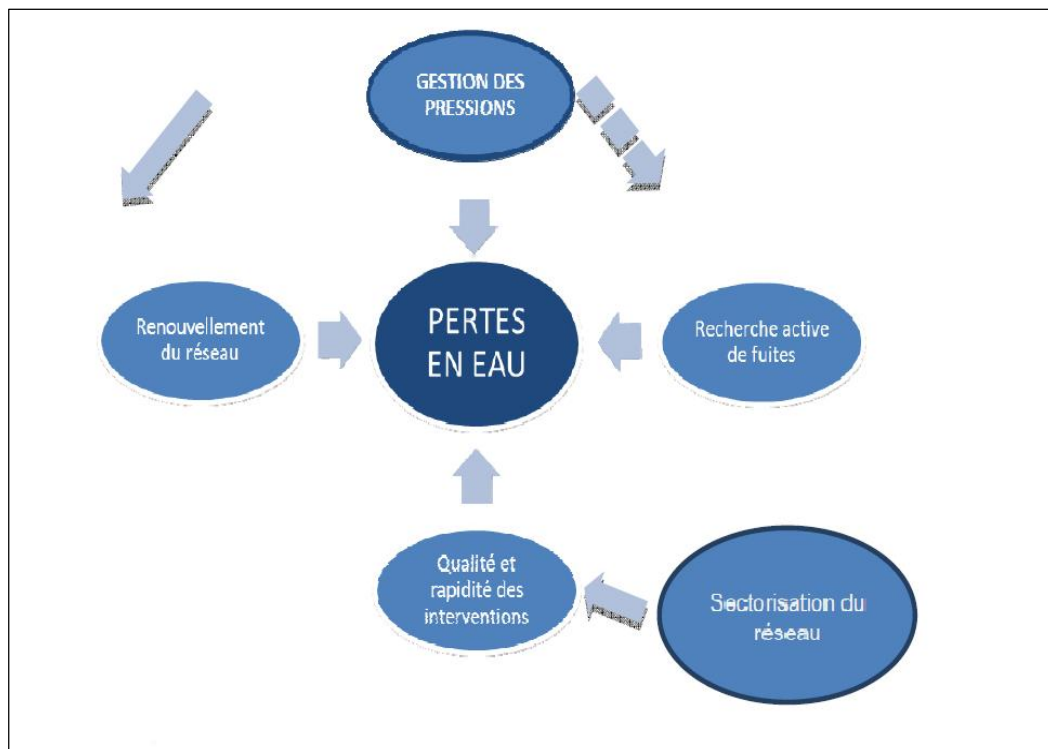 GESTION DES
PRESSIONS
Renouvellement
du réseau
PERTES
EN EAU
Recherche active
de fuites
Qualité et
rapidité des
interventions
Sectorisation du
réseau